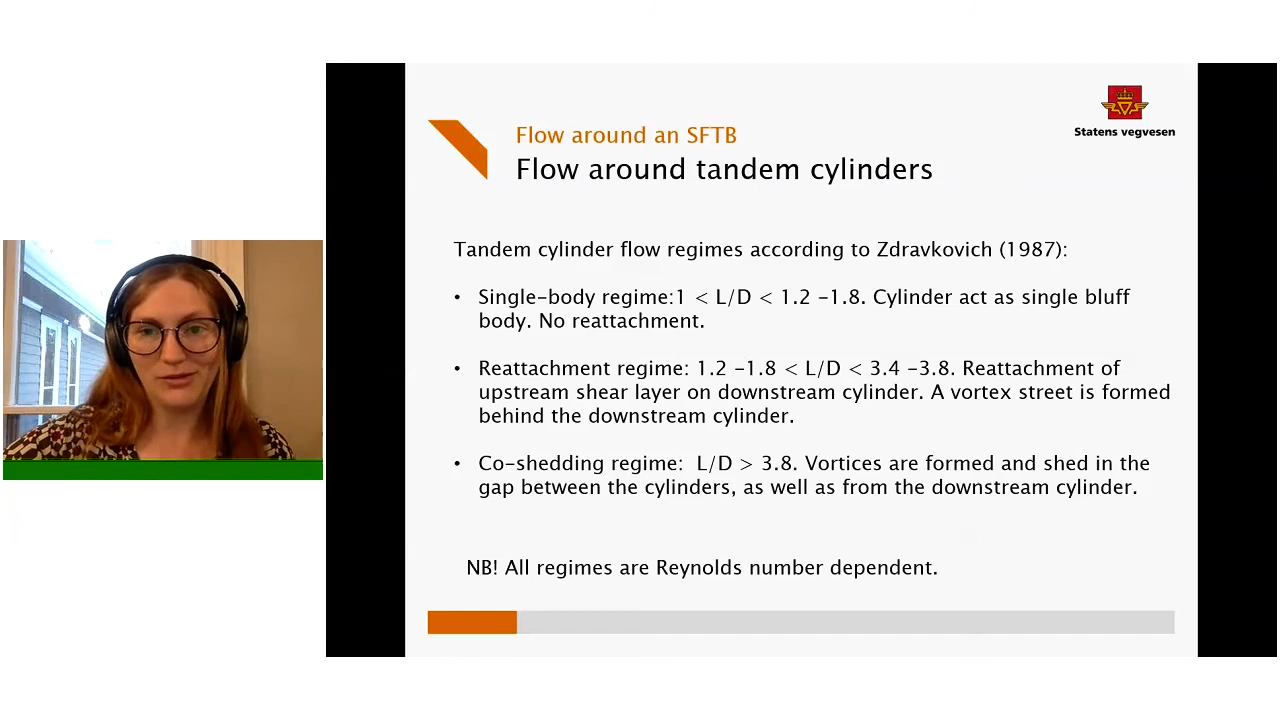 Statens vegvesen
Flow around an SFTB
Flow around tandem cylinders
Tandem cylinder flow regimes according to Zdravkovich (1987):
• Single-body regime:1 < L/D < 1.2 -1.8. Cylinder act as single bluff
body. No reattachment.
• Reattachment regime: 1.2 -1.8 < L/D < 3.4 -3.8. Reattachment of
upstream shear layer on downstream cylinder. A vortex street is formed
behind the downstream cylinder.
• Co-shedding regime:  L/D > 3.8. Vortices are formed and shed in the
gap between the cylinders, as well as from the downstream cylinder.
NB! All regimes are Reynolds number dependent.